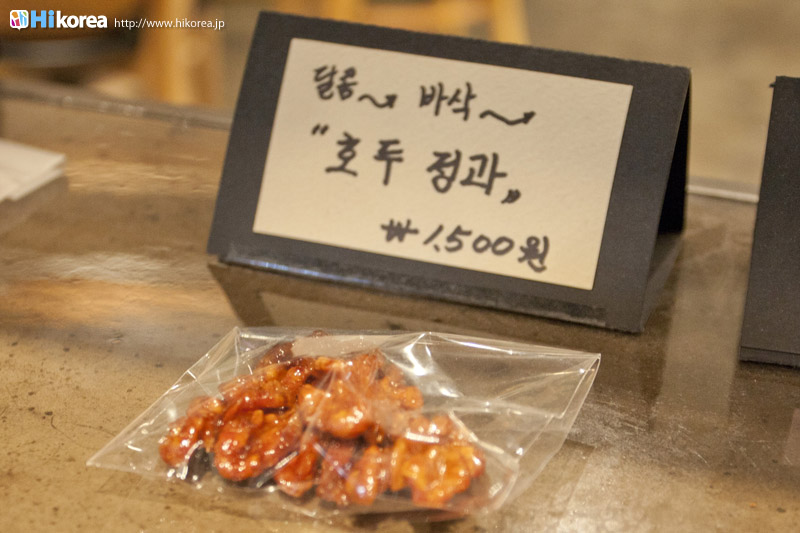 Hikorea http://www.hikorea.jp
달콤~> 바삭~>
"호두 정과"
₩1,500원